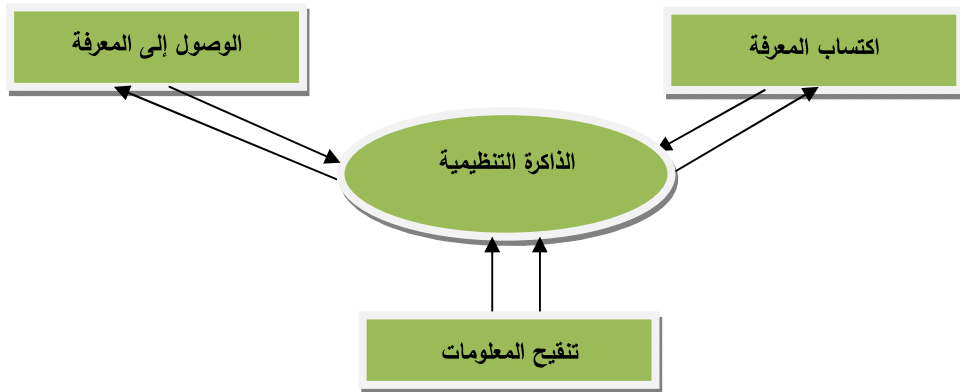 اكتساب المعرفة
الوصول إلى المعرفة
الذاكرة التنظيمية
تنقيح المعلومات